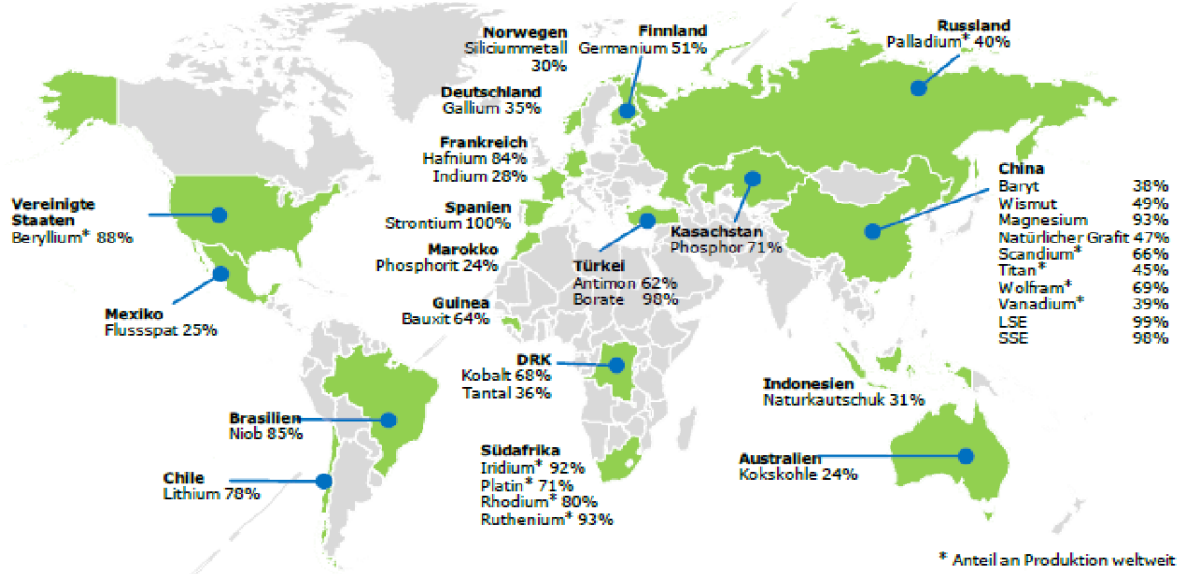 Norwegen
Siliciummetall
30%
Finnland
Germanium 51%
Russland
Palladium* 40%
Deutschland
Gallium 35%
Frankreich
Hafnium 84%
Indium 28%
China
Baryt 38%
Wismut 49%
Magnesium 93%
Natürlicher Grafit 47%
Scandium* 66%
Titan* 45%
Wolfram* 69%
Vanadium* 39%
LSE 99%
SSE 98%
Vereinigte
Staaten
Beryllium* 88%
Spanien
Strontium 100%
Kasachstan
Phosphor 71%
Marokko
Phosphorit 24%
Türkei
Antimon 62%
Borate 98%
Mexiko
Flussspat 25%
Guinea
Bauxit 64%
DRK
Kobalt 68%
Tantal 36%
Indonesien
Naturkautschuk 31%
Brasilien
Niob 85%
Südafrika
Iridium* 92%
Platin* 71%
Rhodium* 80%
Ruthenium* 93%
Australien
Kokskohle 24%
Chile
Lithium 78%
* Anteil an Produktion weltweit